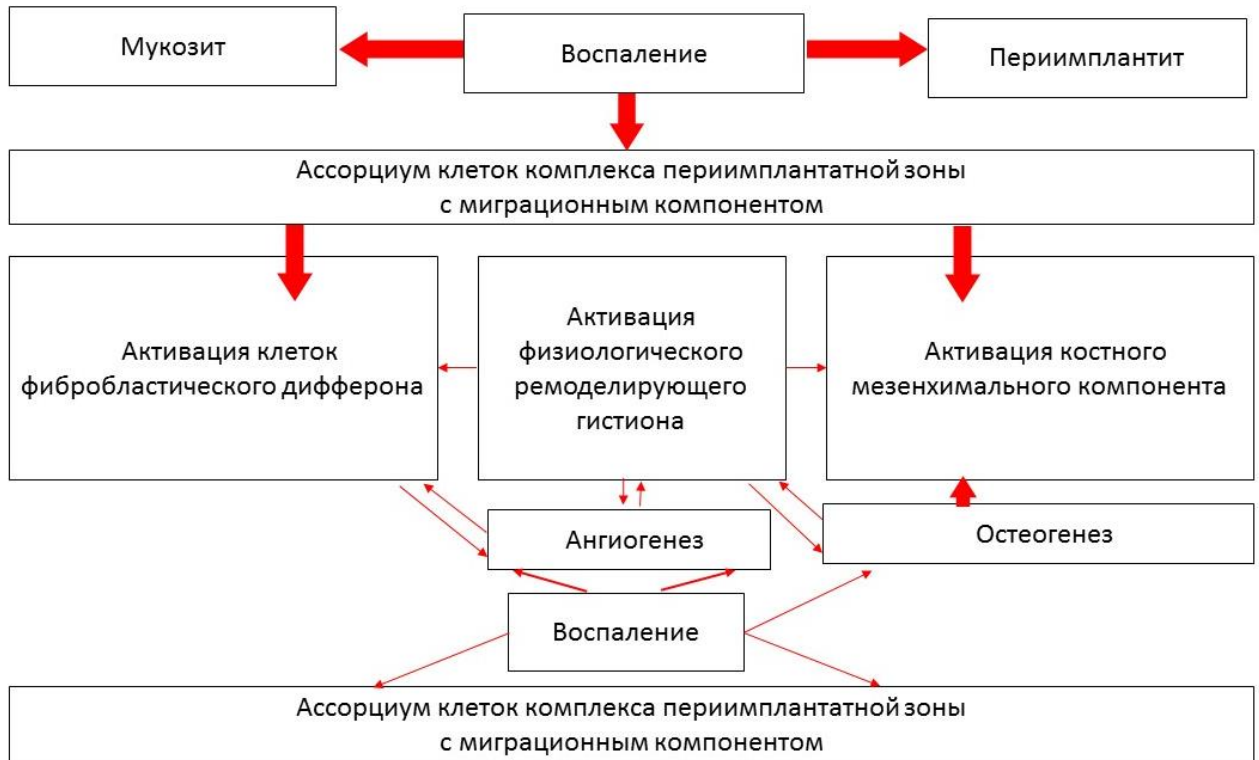 Мукозит
Воспаление
Периимплантит
Ассорциум клеток комплекса периимплантатной зоны
с миграционным компонентом
Активация клеток
фибробластического дифферона
Активация
физиологического
ремоделирующего
гистиона
Активация костного
мезенхимального компонента
Ангиогенез
Остеогенез
Воспаление
Ассорциум клеток комплекса периимплантатной зоны
с миграционным компонентом